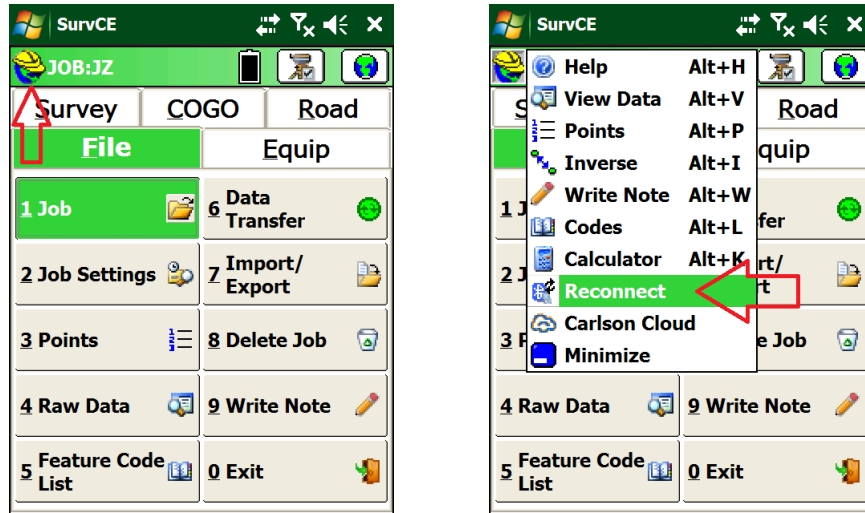 SurvCE
JOB:JZ
Survey COGO Road
File Equip
1 Job
6 Data
Transfer
2 Job Settings
7 Import/
Export
3 Points
8 Delete Job
4 Raw Data
9 Write Note
5 Feature Code
List
0 Exit
SurvCE
Help Alt+H
View Data Alt+V
Points Alt+P
Inverse Alt+I
Write Note Alt+W
Codes Alt+L
Calculator Alt+K
Reconnect
Carlson Cloud
Minimize
S
Road
quip
1 J
fer
2 J
rt/
rt
3 P
e Job
4 Raw Data
9 Write Note
5 Feature Code
List
0 Exit